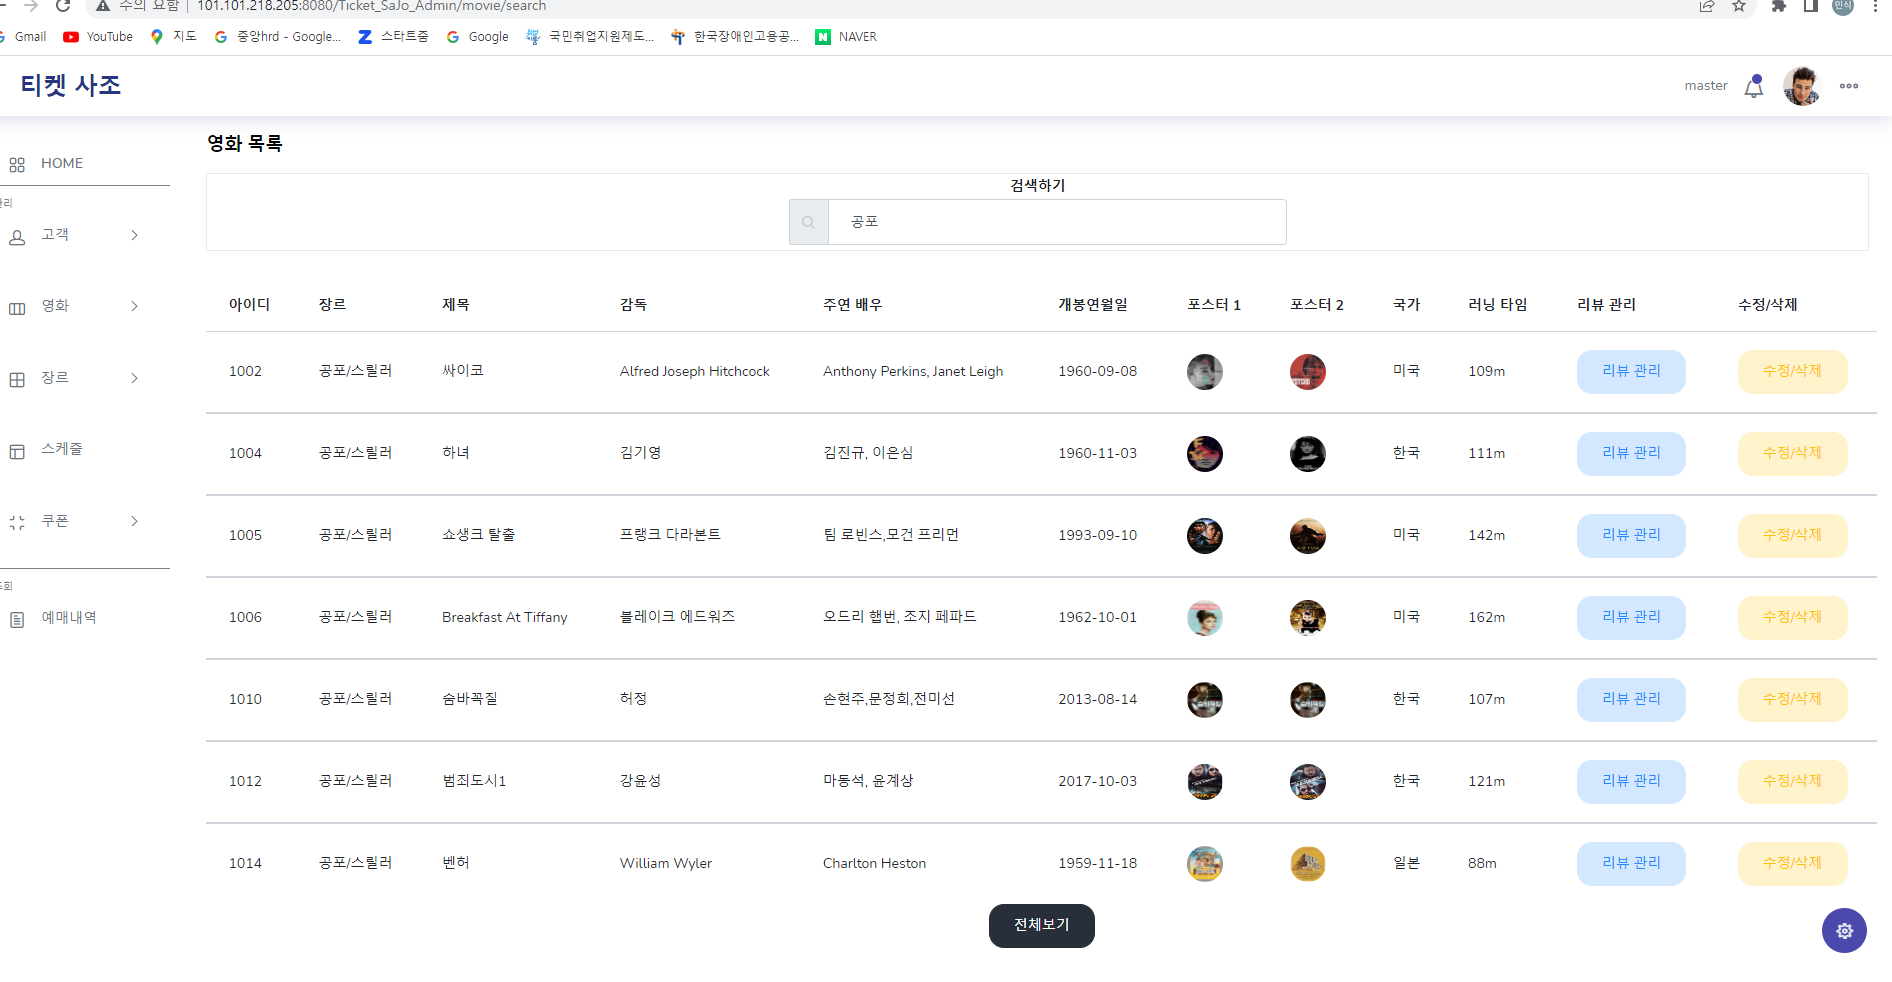 주의 요함 | 101.101.218.205:8080/Ticket_SaJo_Admin/movie/search 민식
Gmail YouTube 지도 중앙hrd - Google... 스타트줌 Google 국민취업지원제도... 한국장애인고용공... NAVER
티켓 사조 master
영화 목록
HOME
검색하기
공포
고객
영화
장르
스케줄
쿠폰
예매내역
아이디 장르 제목 감독 주연 배우 개봉연월일 포스터 1 포스터 2 국가 러닝 타임 리뷰 관리 수정/삭제
1002 공포/스릴러 싸이코 Alfred Joseph Hitchcock Anthony Perkins, Janet Leigh 1960-09-08 미국 109m 리뷰 관리 수정/삭제
1004 공포/스릴러 하녀 김기영 김진규, 이은심 1960-11-03 한국 111m 리뷰 관리 수정/삭제
1005 공포/스릴러 쇼생크 탈출 프랭크 다라본트 팀 로빈스,모건 프리먼 1993-09-10 미국 142m 리뷰 관리 수정/삭제
1006 공포/스릴러 Breakfast At Tiffany 블레이크 에드워즈 오드리 햅번, 조지 페파드 1962-10-01 미국 162m 리뷰 관리 수정/삭제
1010 공포/스릴러 숨바꼭질 허정 손현주,문정희,전미선 2013-08-14 한국 107m 리뷰 관리 수정/삭제
1012 공포/스릴러 범죄도시1 강윤성 마동석, 윤계상 2017-10-03 한국 121m 리뷰 관리 수정/삭제
1014 공포/스릴러 벤허 William Wyler Charlton Heston 1959-11-18 일본 88m 리뷰 관리 수정/삭제
전체보기